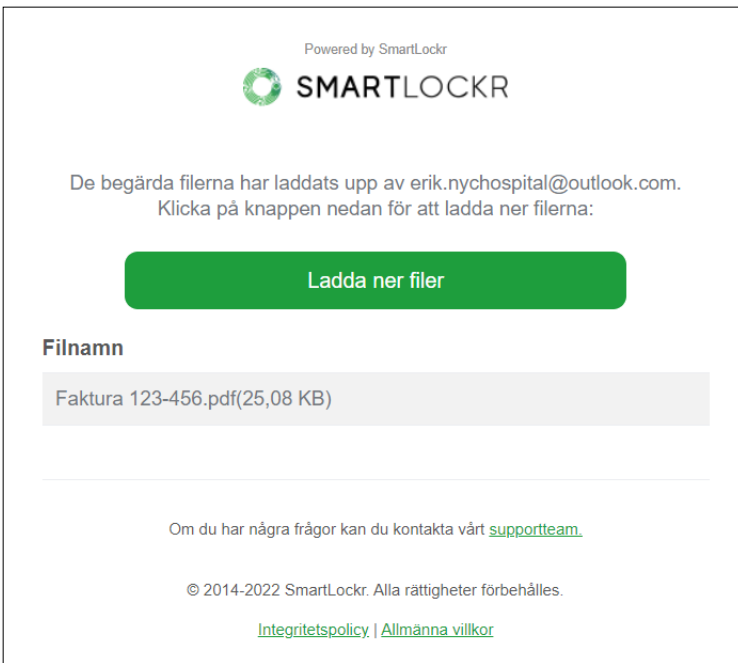 Powered by SmartLockr
SMARTLOCKR
De begärda filerna har laddats upp av erik.nychospital@outlook.com.
Klicka på knappen nedan för att ladda ner filerna:
Ladda ner filer
Filnamn
Faktura 123-456.pdf(25,08 KB)
Om du har några frågor kan du kontakta vårt supportteam.
© 2014-2022 SmartLockr. Alla rättigheter förbehålles.
Integritetspolicy | Allmänna villkor